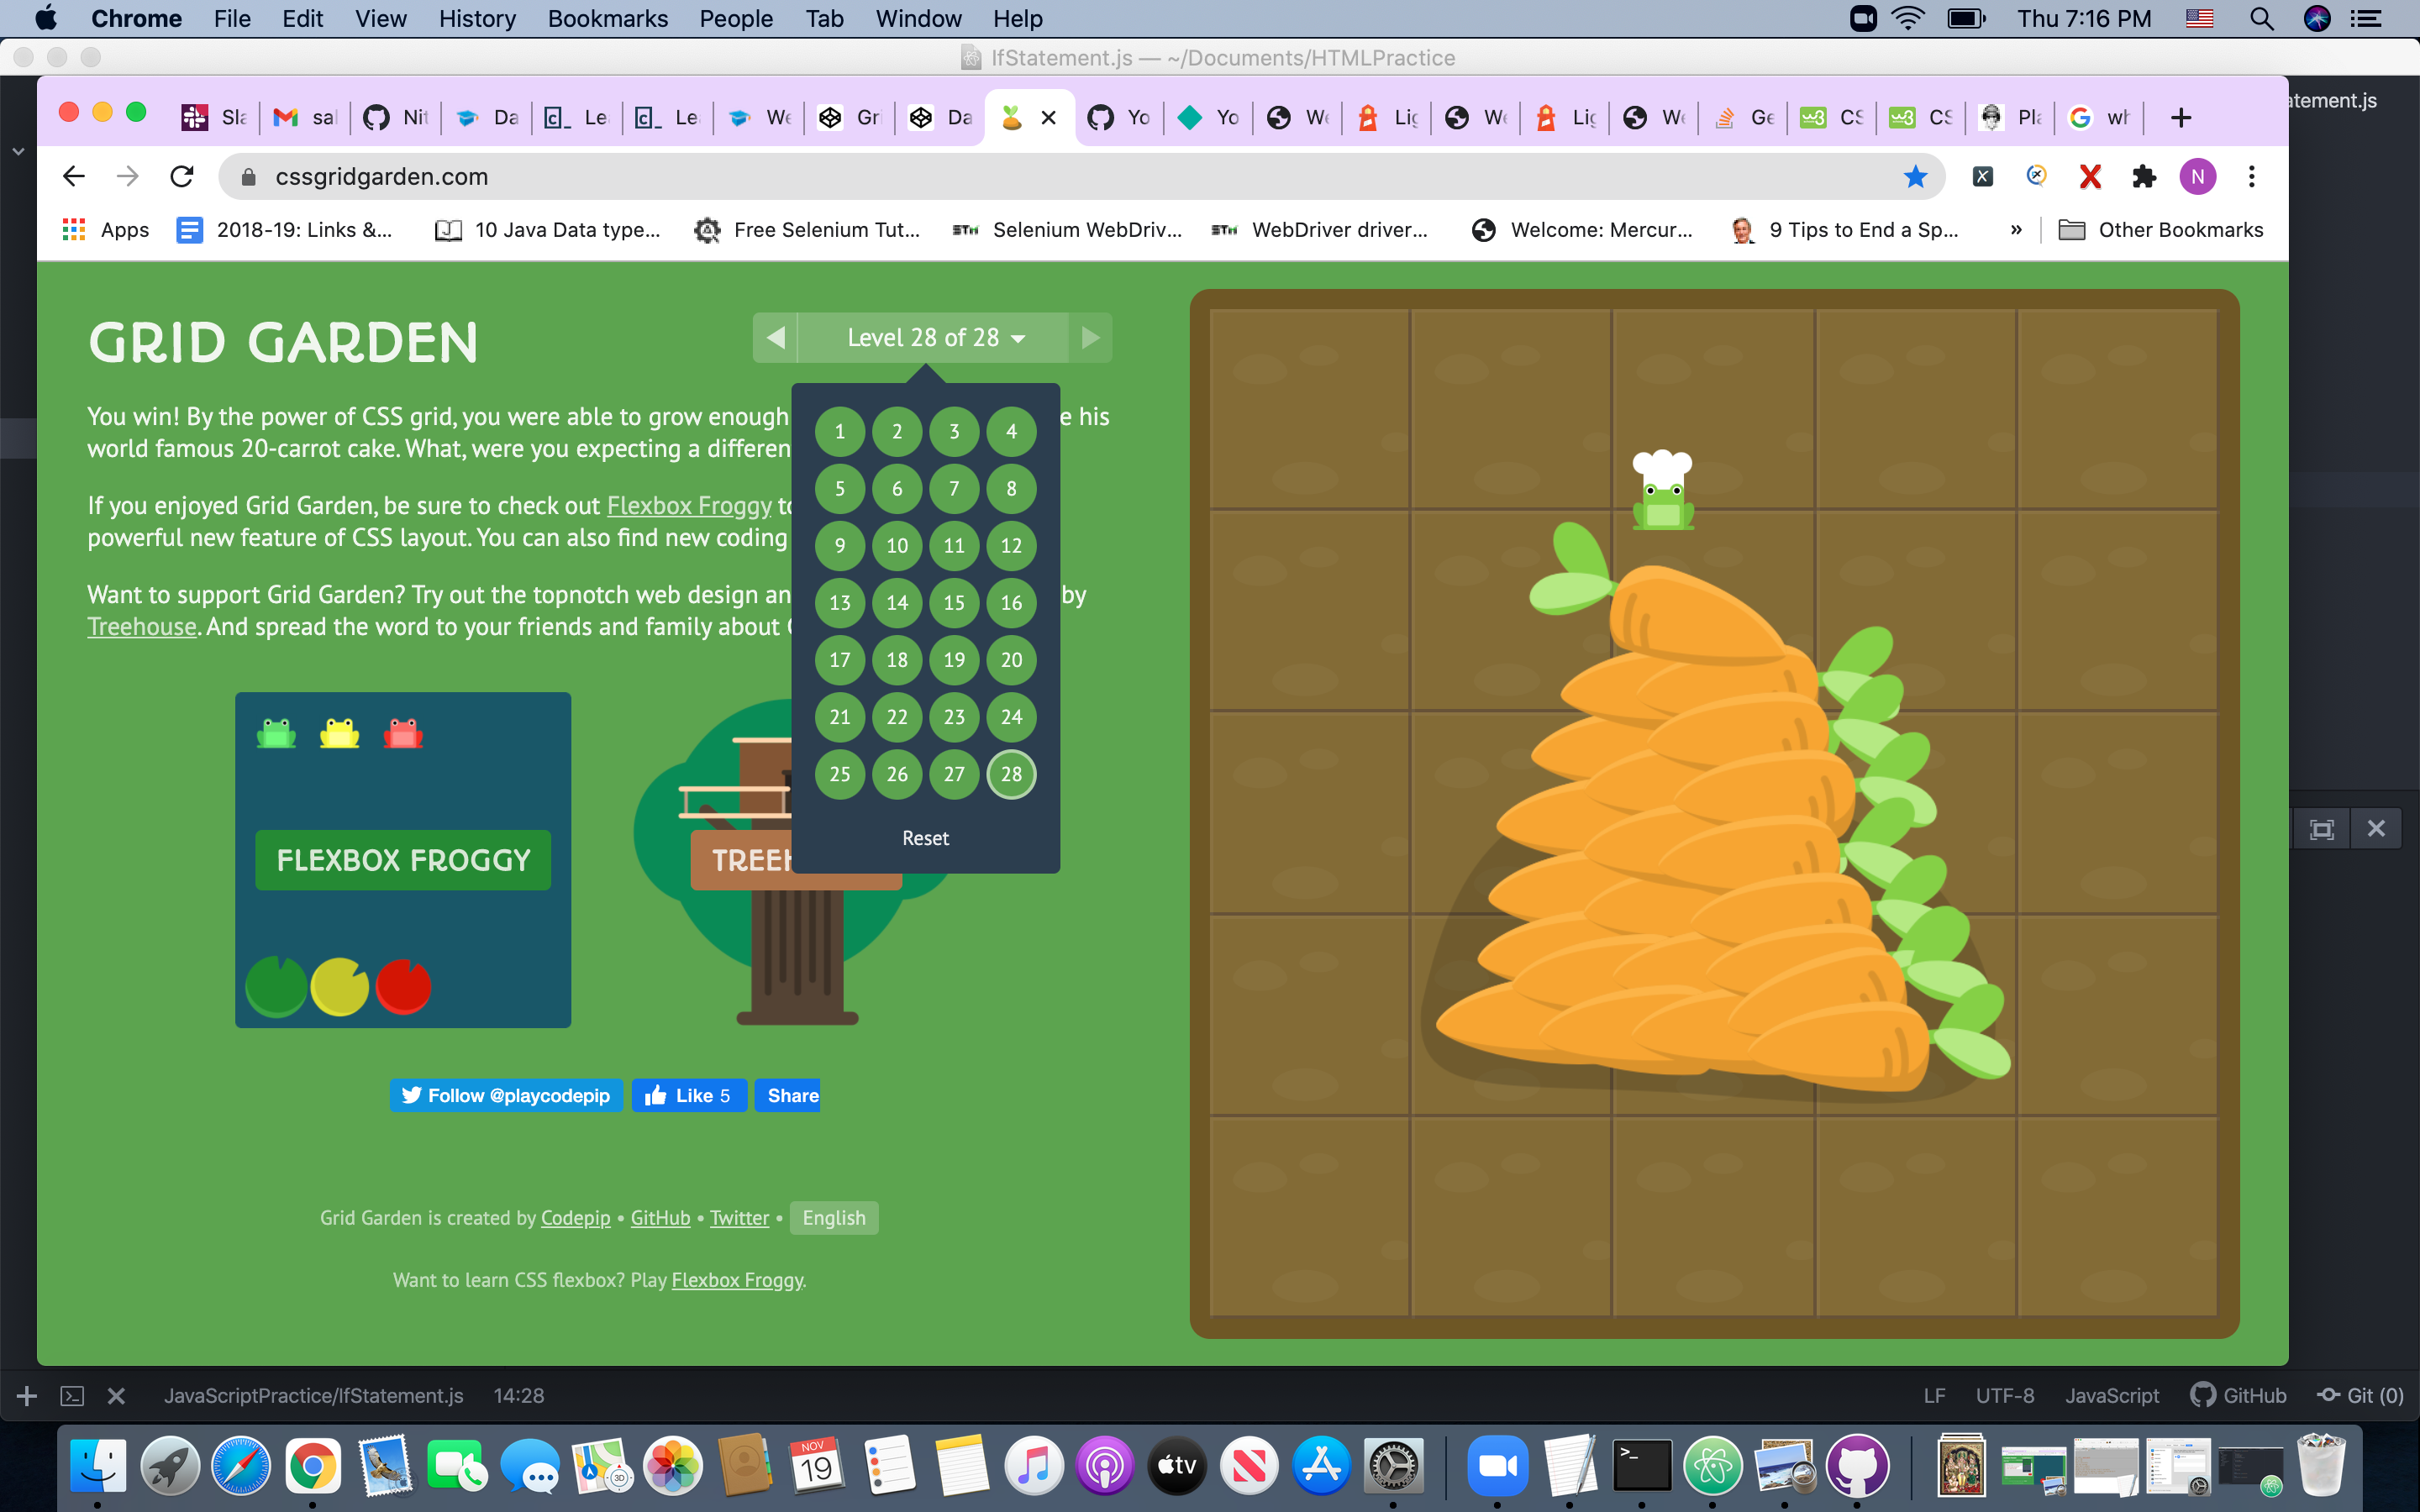 Chrome File Edit View History Bookmarks People Tab Window Help Thu 7:16 PM
IfStatement.js — ~/Documents/HTMLPractice
tement.js
Sla sal Nit Da Le Le We Gri Da Yo Yo We Lig We Lig We Ge CS CS Pla wh
cssgridgarden.com N
Apps 2018-19: Links &... 10 Java Data type... Free Selenium Tut... Selenium WebDriv... WebDriver driver... Welcome: Mercur... 9 Tips to End a Sp... » Other Bookmarks
GRID GARDEN
Level 28 of 28
You win! By the power of CSS grid, you were able to grow enough e his
world famous 20-carrot cake. What, were you expecting a differen
If you enjoyed Grid Garden, be sure to check out Flexbox Froggy to
powerful new feature of CSS layout. You can also find new coding
Want to support Grid Garden? Try out the topnotch web design an by
Treehouse. And spread the word to your friends and family about
1 2 3 4
5 6 7 8
9 10 11 12
13 14 15 16
17 18 19 20
21 22 23 24
25 26 27 28
Reset
FLEXBOX FROGGY
TREE
Follow @playcodepip Like 5 Share
Grid Garden is created by Codepip • GitHub • Twitter • English
Want to learn CSS flexbox? Play Flexbox Froggy.
JavaScriptPractice/IfStatement.js 14:28 LF UTF-8 JavaScript GitHub Git (0)
NOV
19
3D
tv